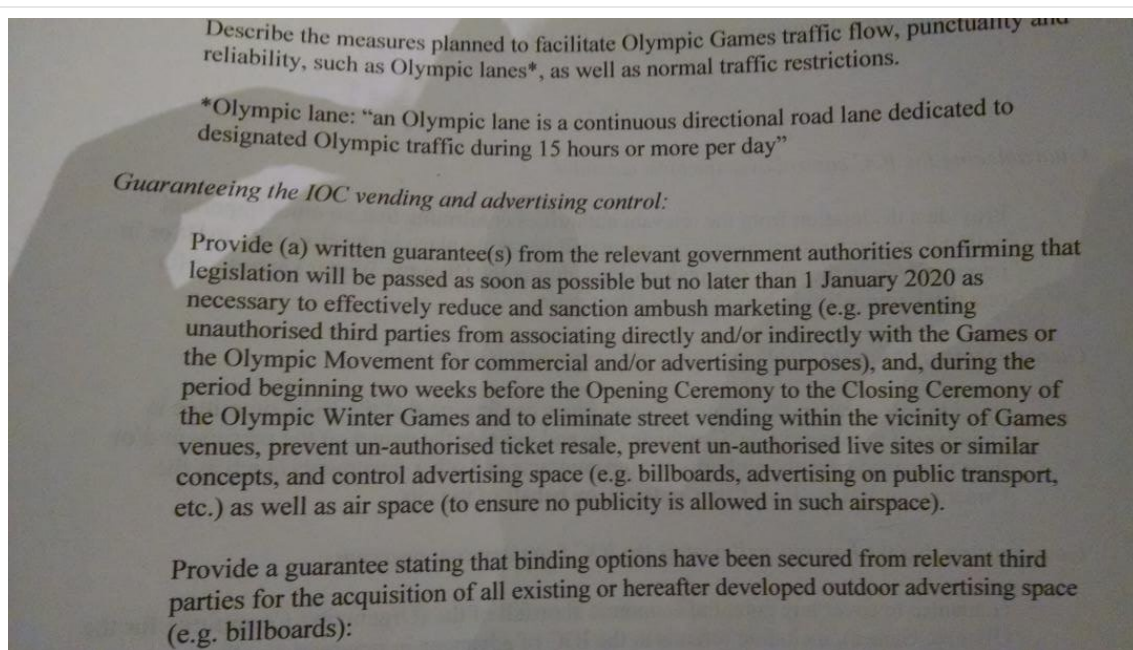 Describe the measures planned to facilitate Olympic Games traffic flow, punctuality and
reliability, such as Olympic lanes*, as well as normal traffic restrictions.
*Olympic lane: “an Olympic lane is a continuous directional road lane dedicated to
designated Olympic traffic during 15 hours or more per day”
Guaranteeing the IOC vending and advertising control:
Provide (a) written guarantee(s) from the relevant government authorities confirming that
legislation will be passed as soon as possible but no later than 1 January 2020 as
necessary to effectively reduce and sanction ambush marketing (e.g. preventing
unauthorised third parties from associating directly and/or indirectly with the Games or
the Olympic Movement for commercial and/or advertising purposes), and, during the
period beginning two weeks before the Opening Ceremony to the Closing Ceremony of
the Olympic Winter Games and to eliminate street vending within the vicinity of Games
venues, prevent un-authorised ticket resale, prevent un-authorised live sites or similar
concepts, and control advertising space (e.g. billboards, advertising on public transport,
etc.) as well as air space (to ensure no publicity is allowed in such airspace).
Provide a guarantee stating that binding options have been secured from relevant third
parties for the acquisition of all existing or hereafter developed outdoor advertising space
(e.g. billboards):